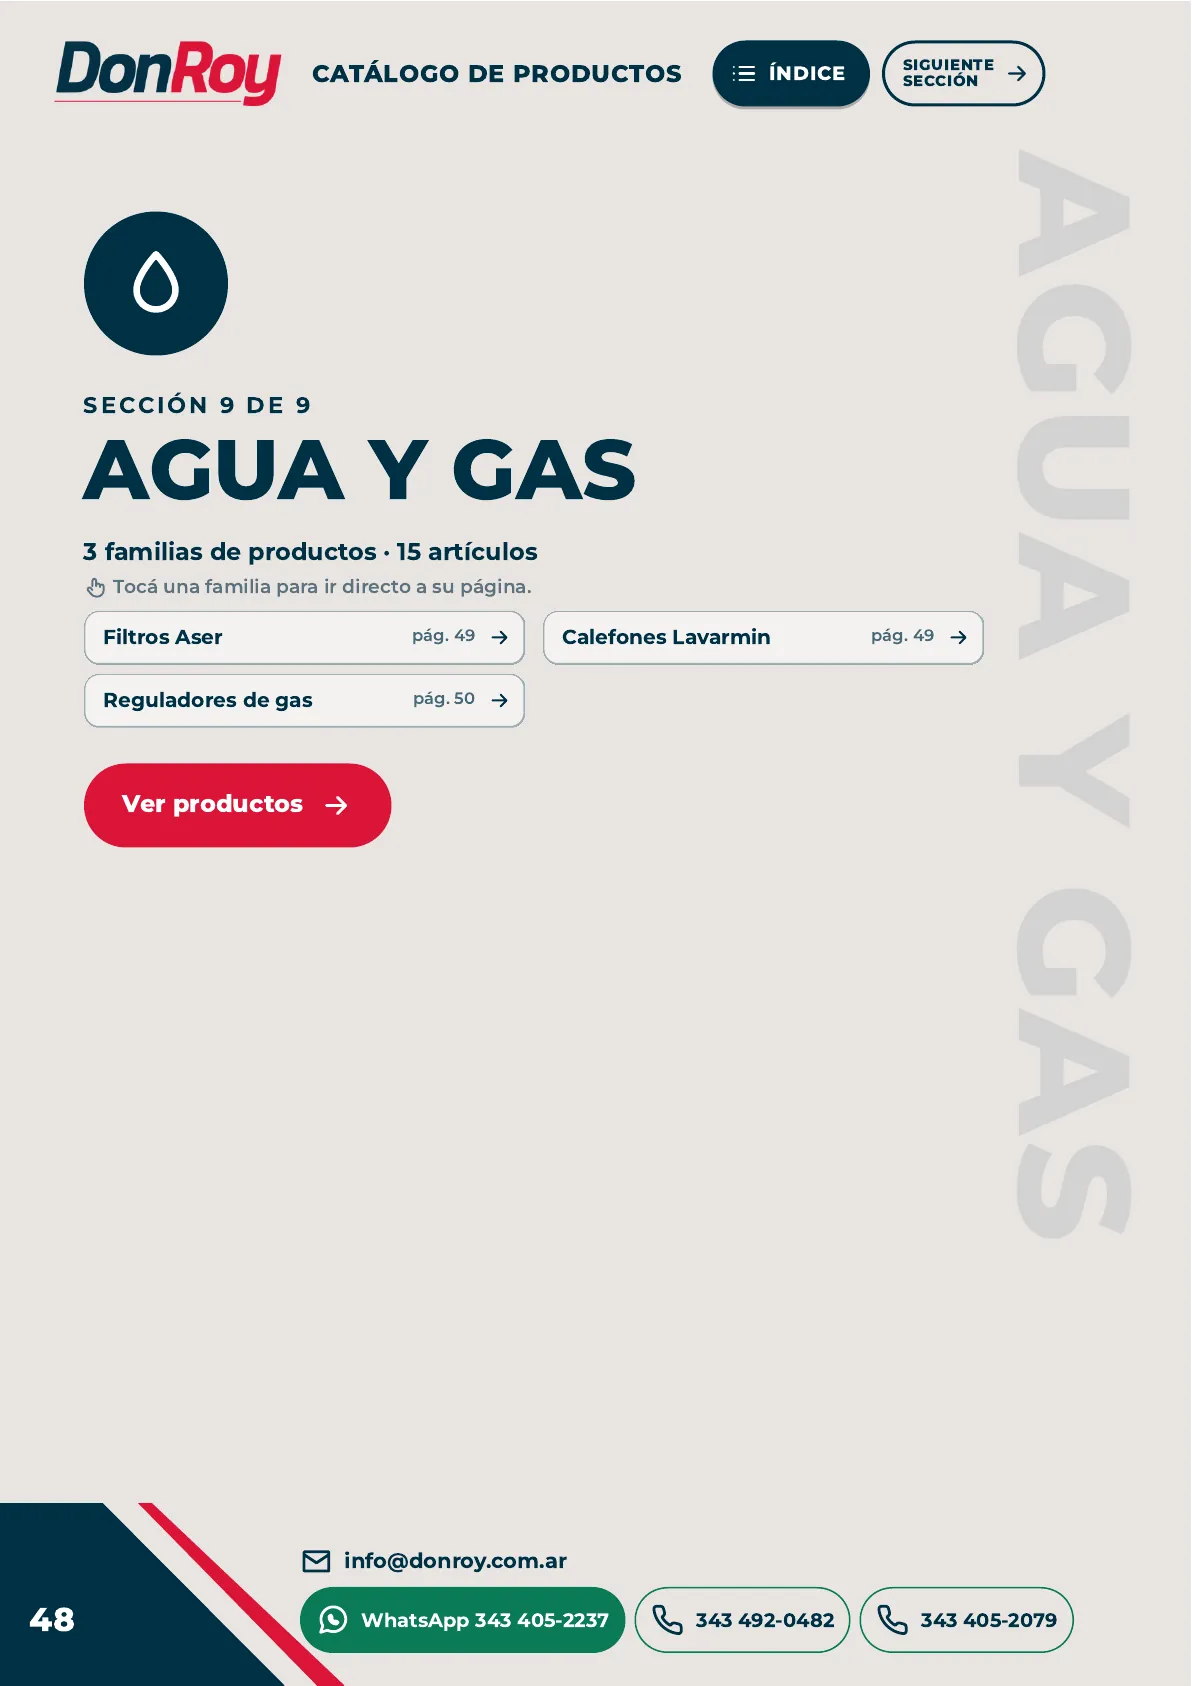 DonRoy
CATÁLOGO DE PRODUCTOS
ÍNDICE
SIGUIENTE
SECCIÓN
SECCIÓN 9 DE 9
AGUA Y GAS
3 familias de productos · 15 artículos
Tocá una familia para ir directo a su página.
Filtros Aser pág. 49
Calefones Lavarmin pág. 49
Reguladores de gas pág. 50
Ver productos
AGUA Y GAS
info@donroy.com.ar
48
WhatsApp 343 405-2237
343 492-0482
343 405-2079